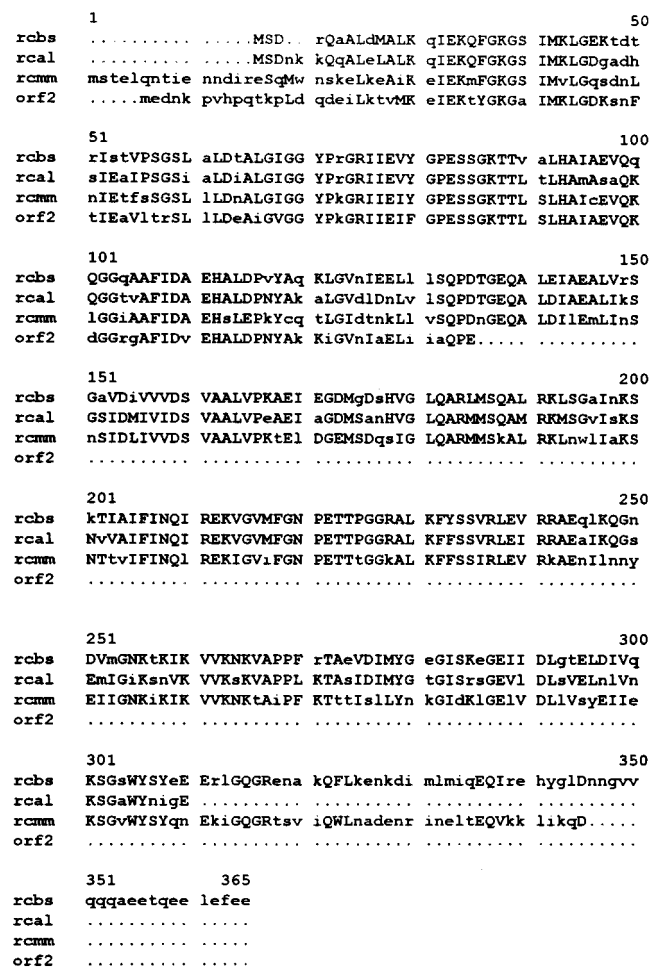 1 50
rcbs .......... .....MSD.. rQaALdMALK qIEKQFGKGS IMKLGEKtdt
rcal .......... .....MSDnk kQqALeLALK qIEKQFGKGS IMKLGDgadh
rcmm mstelqntie nndireSqMw nskeLkeAiK eIEKmFGKGS IMvLGqsdnL
orf2 .....mednk pvhpqtkpLd qdeiLktvMK eIEKtYGKGa IMKLGDKsnF
51 100
rcbs rIstVPSGSL aLDtALGIGG YPrGRIIEVY GPESSGKTTv aLHAIAEVQq
rcal sIEaIPSGSi aLDiALGIGG YPrGRIIEVY GPESSGKTTL tLHAmAsaQK
rcmm nIEtfsSGSL lLDnALGIGG YPkGRIIEIY GPESSGKTTL SLHAIcEVQK
orf2 tIEaVltrSL lLDeAiGVGG YPkGRIIEIF GPESSGKTTL SLHAIAEVQK
101 150
rcbs QGGqAAFIDA EHALDPvYAq KLGVnIEELl lSQPDTGEQA LEIAEALVrS
rcal QGGtvAFIDA EHALDPNYAK aLGVdlDnLv lSQPDTGEQA LDIAEALIkS
rcmm lGGiAAFIDA EHsLEPkYcq tLGIdtnkLl vSQPDnGEQA LDIlEmLInS
orf2 dGGrgAFIDv EHALDPNYAK KiGVnIaELi iaQPE..... ..........
151 200
rcbs GaVDiVVVDS VAALVPKAEI EGDMgDsHVG LQARLMSQAL RKLSGaInKS
rcal GSIDMIVIDS VAALVPeAEI aGDMSanHVG LQARMMSQAM RKMSGvIsKS
rcmm nSIDLIVVDS VAALVPKtEl DGEMSDqsIG LQARMMSkAL RKLnwlIaKS
orf2 .......... .......... .......... .......... ..........
201 250
rcbs kTIAIFINQI REKVGVMFGN PETTPGGRAL KFYSSVRLEV RRAEqlKQGn
rcal NvVAIFINQI REKVGVMFGN PETTPGGRAL KFFSSVRLEI RRAEaIKQGs
rcmm NTtvIFINQl REKIGViFGN PETTtGGkAL KFFSSIRLEV RkAEnIlnny
orf2 .......... .......... .......... .......... ..........
251 300
rcbs DVmGNKtKIK VVKNKVAPPF rTAeVDIMYG eGISKeGEII DLgtELDIVq
rcal EmIGiKsnVK VVKsKVAPPL KTAsIDIMYG tGISrsGEVl DLsVELnlVn
rcmm EIIGNKiKIK VVKNKtAiPF KTttIslLYn kGIdKlGElV DLlVsyEIIe
orf2 .......... .......... .......... .......... ..........
301 350
rcbs KSGsWYSYeE ErlGQGRena kQFLkenkdi mlmiqEQIre hyglDnngvv
rcal KSGaWYnigE .......... .......... .......... ..........
rcmm KSGvWYSYqn EkiGQGRtsv iQWLnadenr ineltEQVkk likqD.....
orf2 .......... .......... .......... .......... ..........
351 365
rcbs qqqaeetqee lefee
rcal .......... .....
rcmm .......... .....
orf2 .......... .....